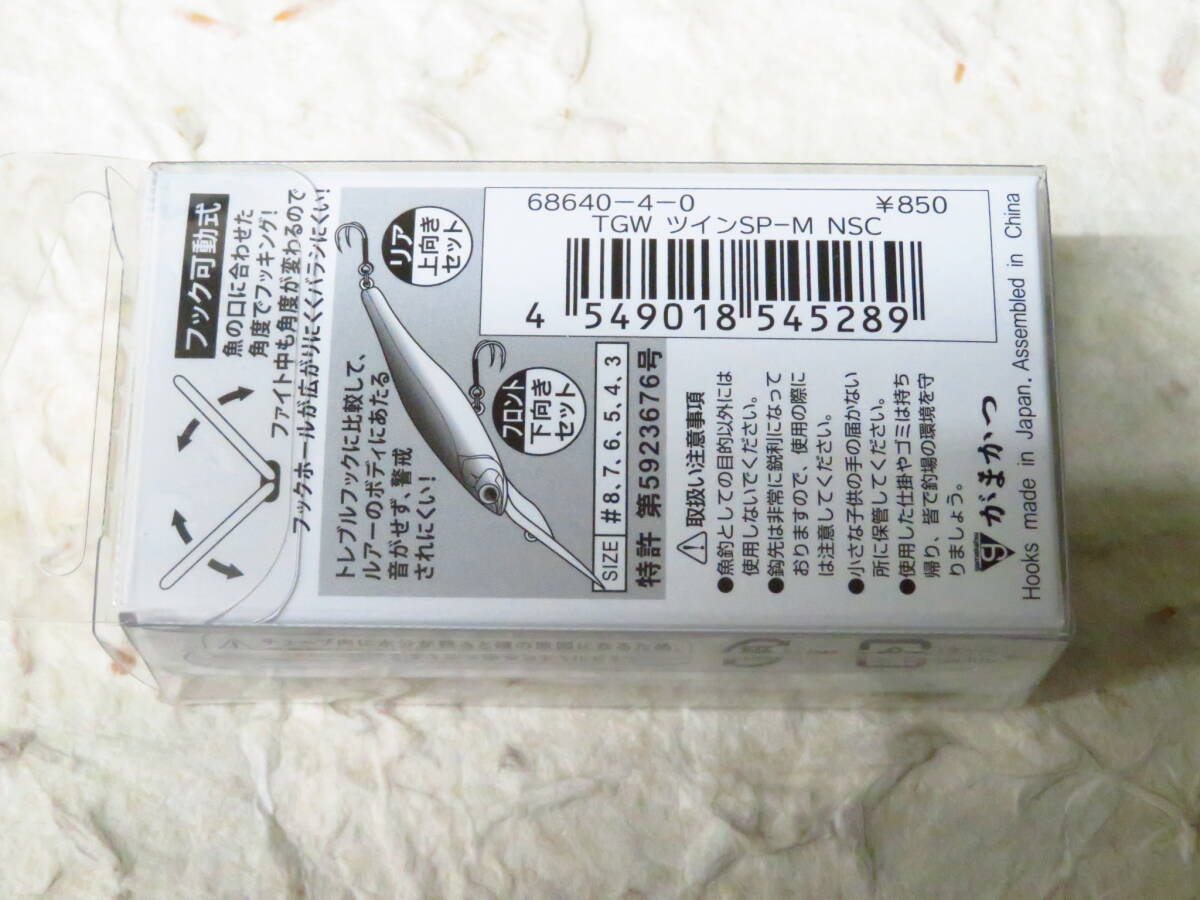 フック可動式
魚の口に合わせた
角度でフッキング!
ファイト中も角度が変わるので
フックホールが広がりにくくバラシにくい!
トレブルフックに比較して、
ルアーのボディにあたる
音がせず、警戒
されにくい!
リア
上向き
セット
フロント
下向き
セット
SIZE #8.7.6.5.4.3
特許 第5923676号
68640-4-0 ¥850
TGW ツインSP-M NSC
4 549018 545289
取扱い注意事項
●魚釣としての目的以外には
使用しないでください。
●鈎先は非常に鋭利になって
おりますので、使用の際に
は注意してください。
●小さな子供の手の届かない
所に保管してください。
●使用した仕掛やゴミは持ち
帰り、皆で釣場の環境を守
りましょう。
がまかつ
Hooks made in Japan. Assembled in China